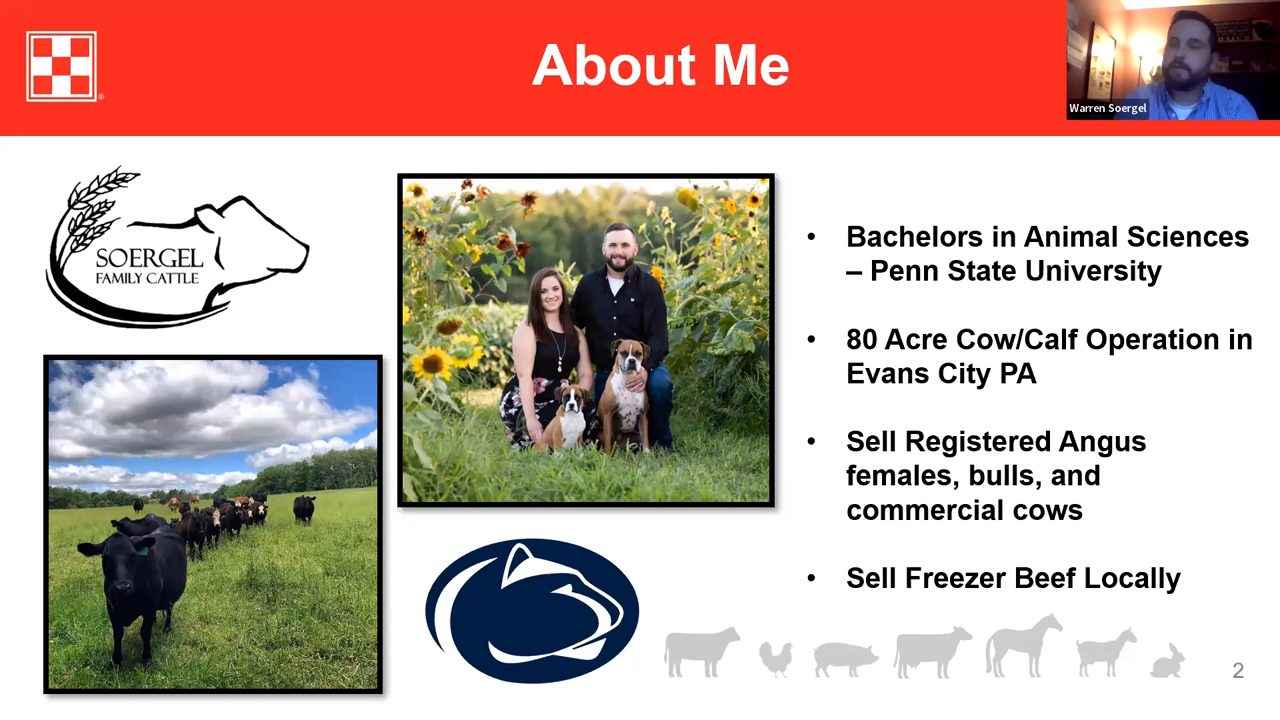 About Me
Warren Soergel
SOERGEL
FAMILY CATTLE
• Bachelors in Animal Sciences
– Penn State University
• 80 Acre Cow/Calf Operation in
Evans City PA
• Sell Registered Angus
females, bulls, and
commercial cows
• Sell Freezer Beef Locally
2
®